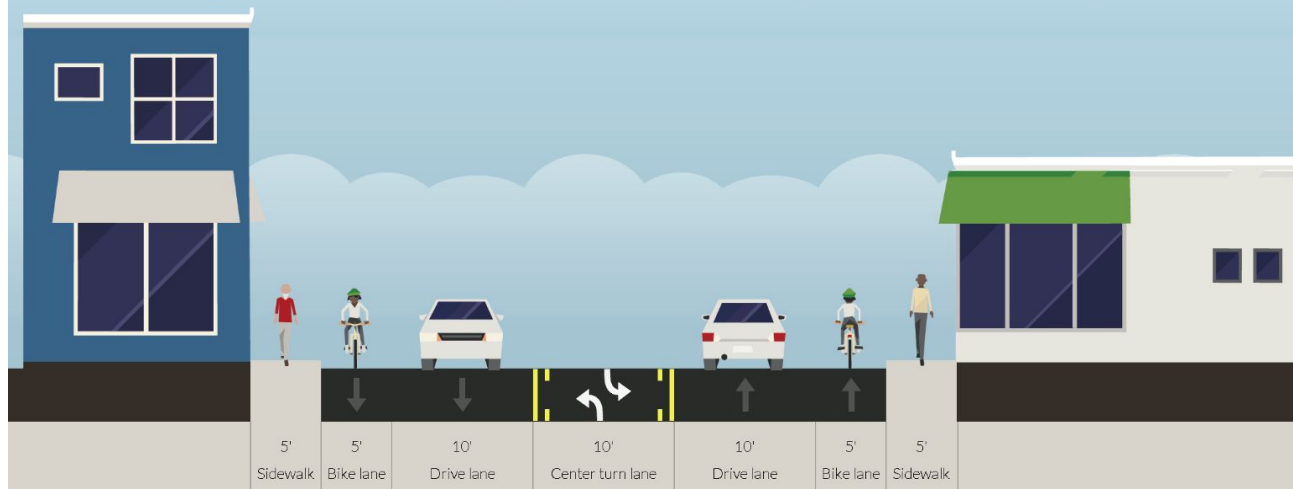 5' 5' 10' 10' 10' 5' 5'
Sidewalk Bike lane Drive lane Center turn lane Drive lane Bike lane Sidewalk